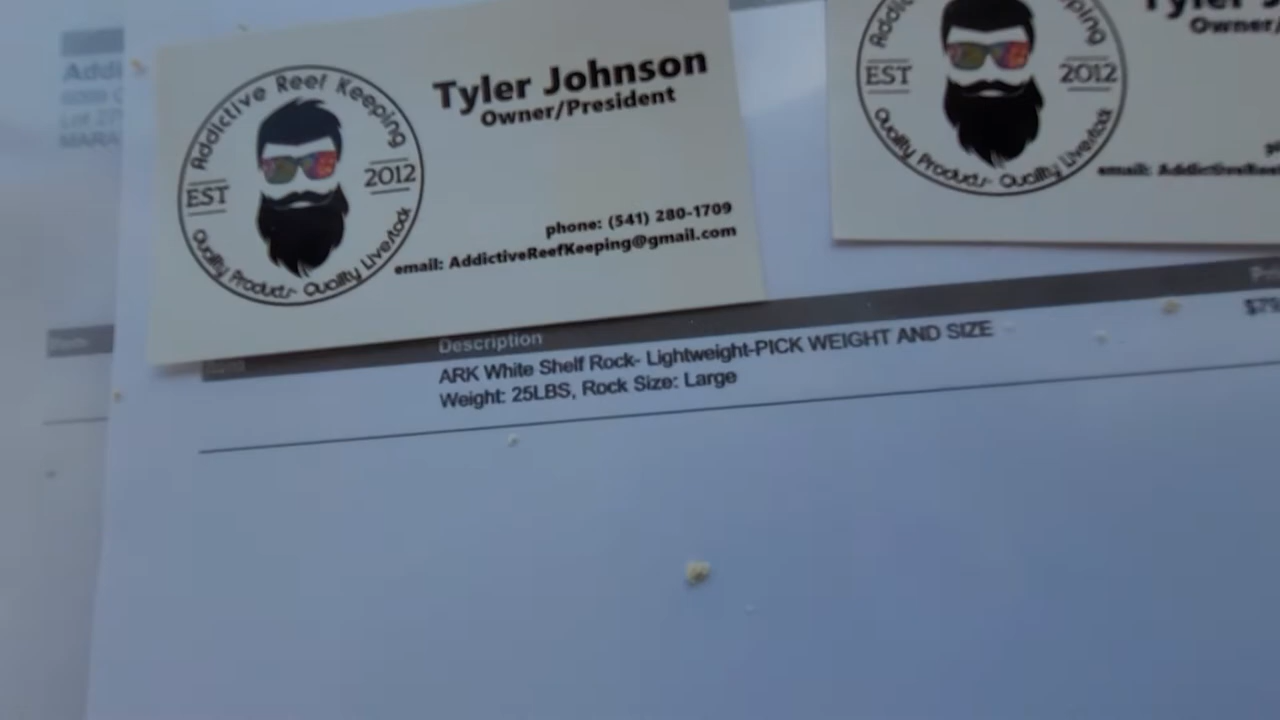 Addictive Reef Keeping
EST
2012
Quality Products- Quality Livestock
Tyler Johnson
Owner/President
phone: (541) 280-1709
email: AddictiveReefKeeping@gmail.com
EST
2012
Quality Products- Quality Livestock
email:
Description
ARK White Shelf Rock- Lightweight-PICK WEIGHT AND SIZE
Weight: 25LBS, Rock Size: Large